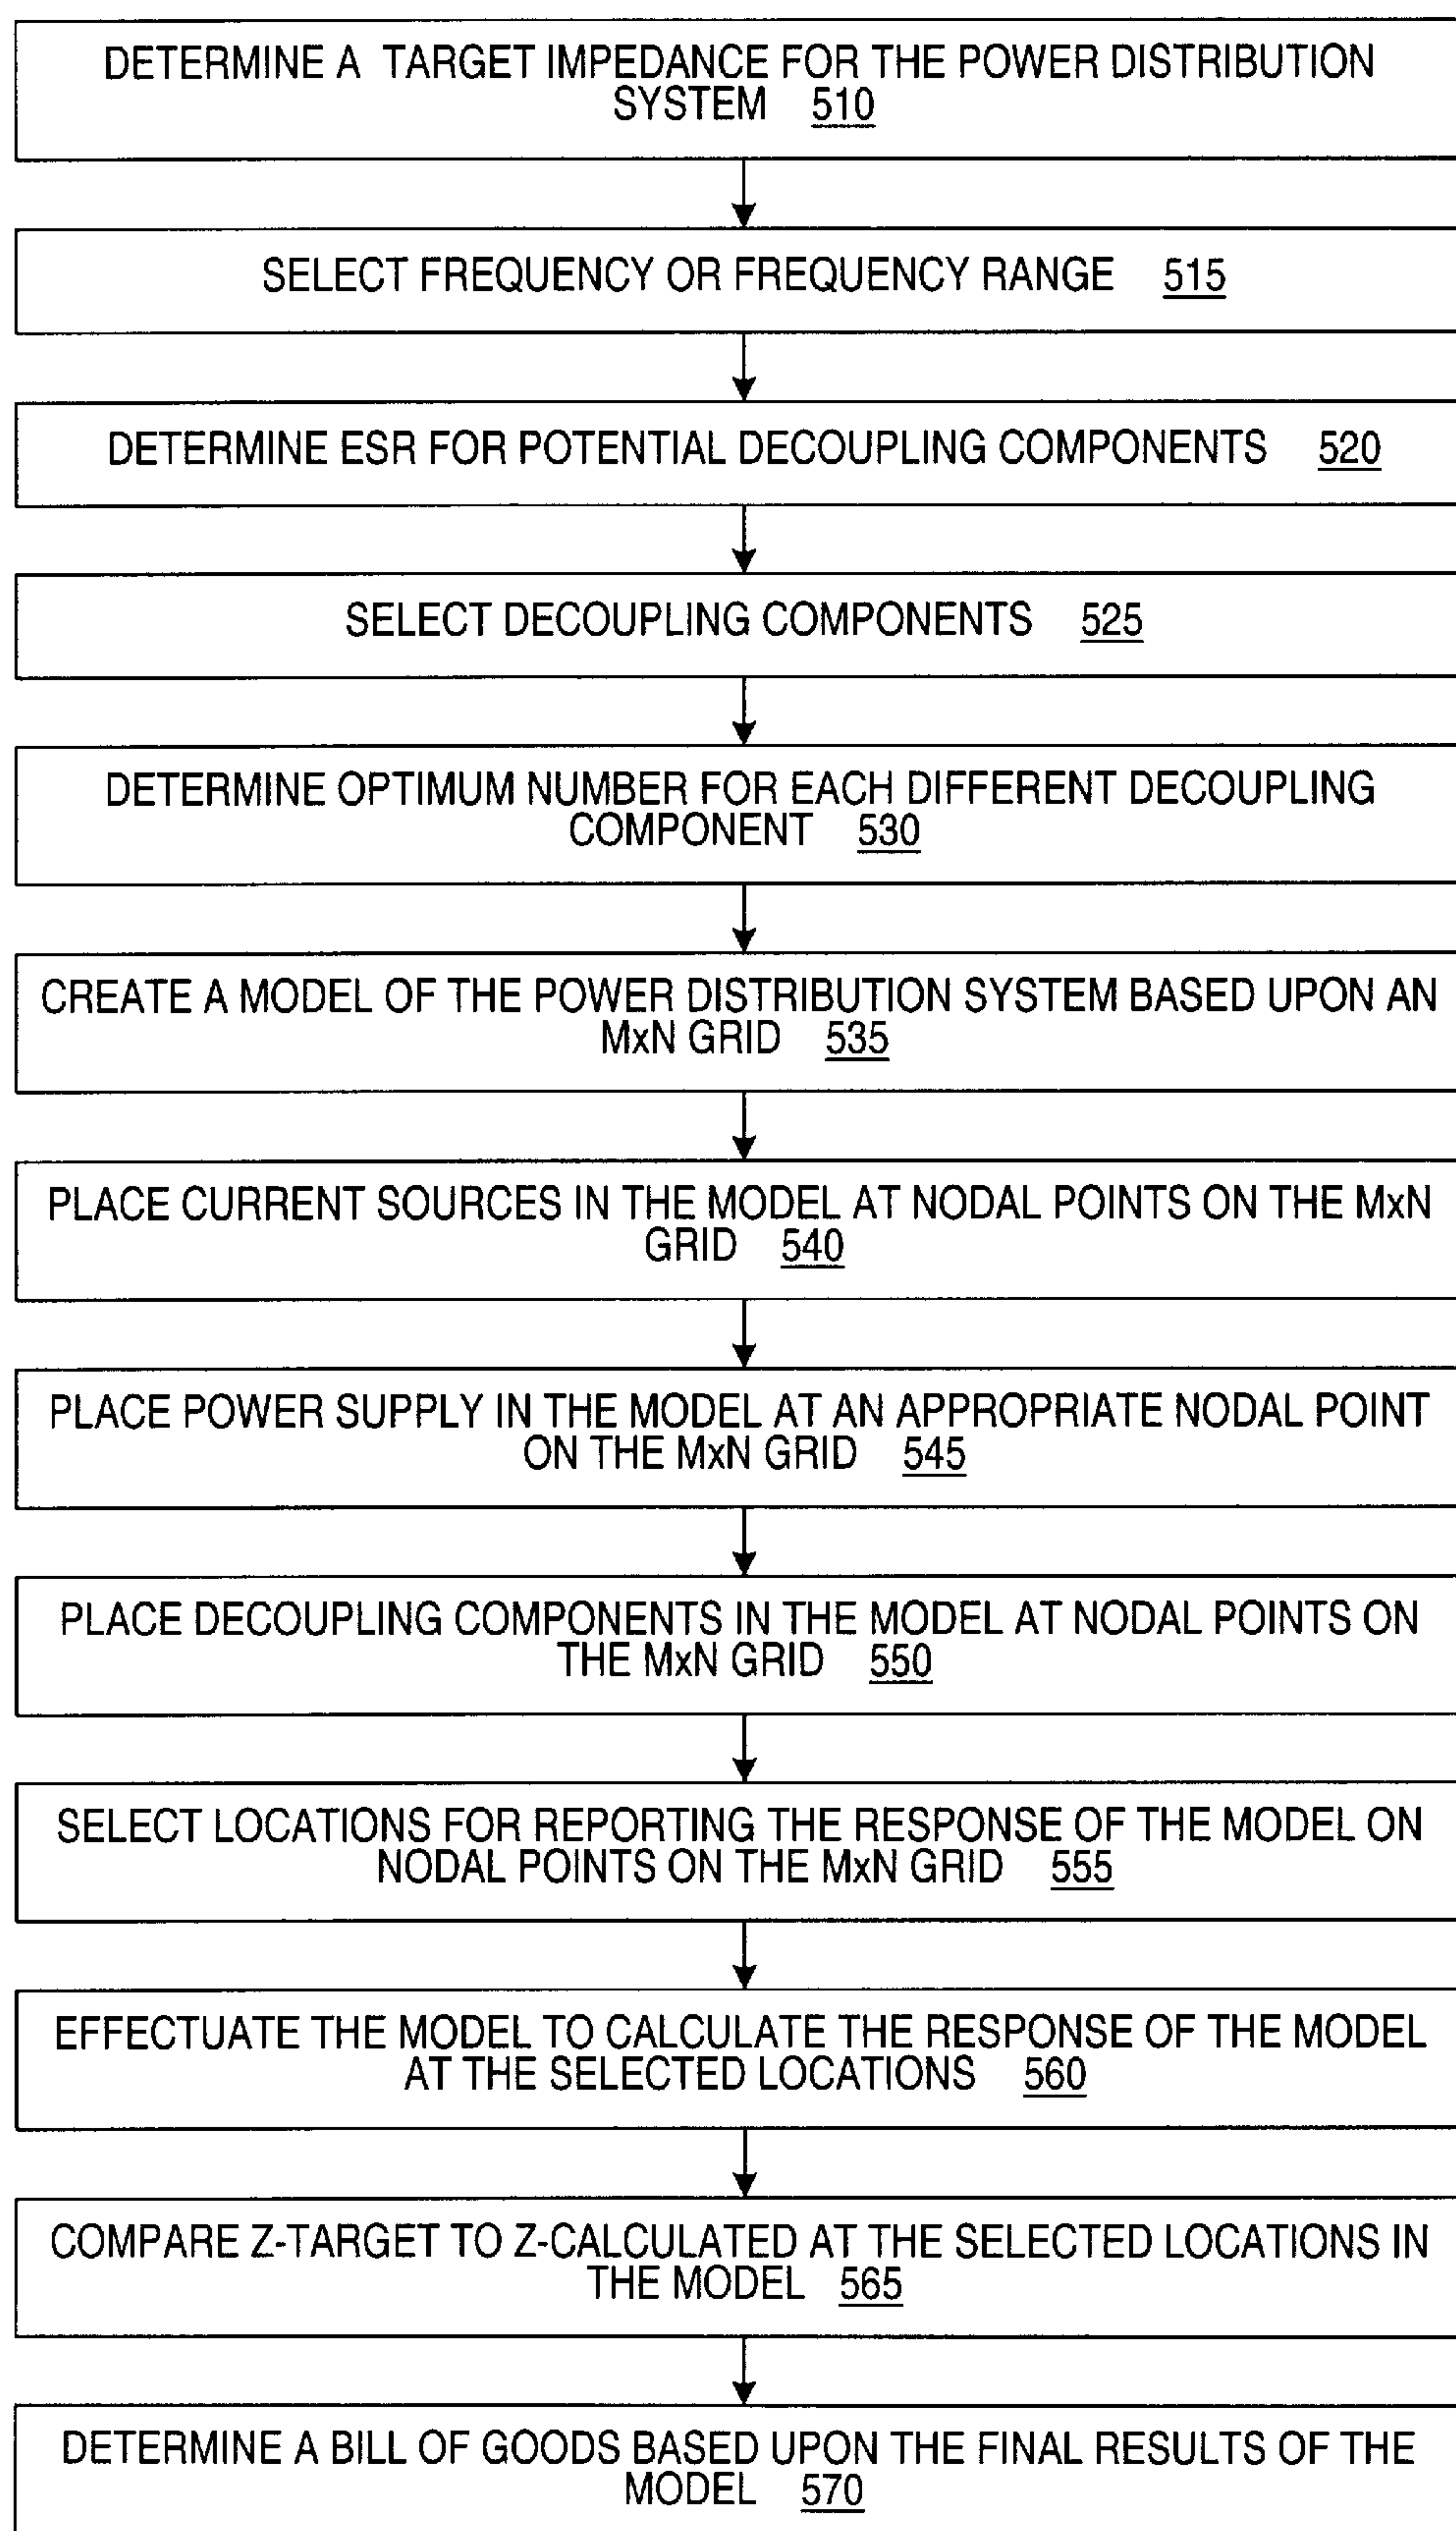 DETERMINE A TARGET IMPEDANCE FOR THE POWER DISTRIBUTION
SYSTEM 510
SELECT FREQUENCY OR FREQUENCY RANGE 515
DETERMINE ESR FOR POTENTIAL DECOUPLING COMPONENTS 520
SELECT DECOUPLING COMPONENTS 525
DETERMINE OPTIMUM NUMBER FOR EACH DIFFERENT DECOUPLING
COMPONENT 530
CREATE A MODEL OF THE POWER DISTRIBUTION SYSTEM BASED UPON AN
MxN GRID 535
PLACE CURRENT SOURCES IN THE MODEL AT NODAL POINTS ON THE MxN
GRID 540
PLACE POWER SUPPLY IN THE MODEL AT AN APPROPRIATE NODAL POINT
ON THE MxN GRID 545
PLACE DECOUPLING COMPONENTS IN THE MODEL AT NODAL POINTS ON
THE MxN GRID 550
SELECT LOCATIONS FOR REPORTING THE RESPONSE OF THE MODEL ON
NODAL POINTS ON THE MxN GRID 555
EFFECTUATE THE MODEL TO CALCULATE THE RESPONSE OF THE MODEL
AT THE SELECTED LOCATIONS 560
COMPARE Z-TARGET TO Z-CALCULATED AT THE SELECTED LOCATIONS IN
THE MODEL 565
DETERMINE A BILL OF GOODS BASED UPON THE FINAL RESULTS OF THE
MODEL 570